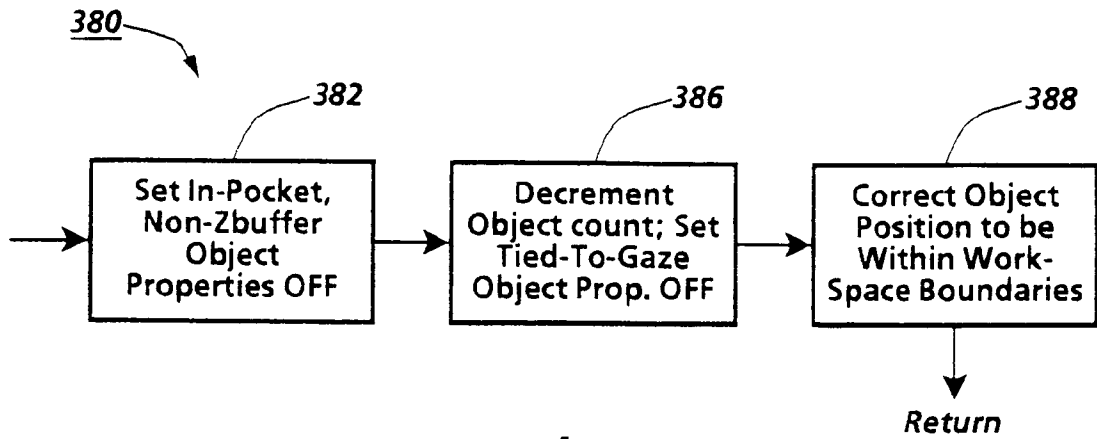 380
382
386
388
Set In-Pocket,
Non-Zbuffer
Object
Properties OFF
Decrement
Object count; Set
Tied-To-Gaze
Object Prop. OFF
Correct Object
Position to be
Within Work-
Space Boundaries
Return